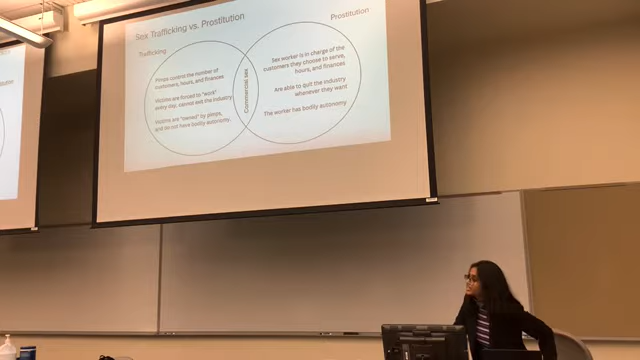 Sex Trafficking vs. Prostitution
Trafficking
Prostitution
Pimps control the number of
customers, hours, and finances
Victims are forced to "work"
every day, cannot exit the industry
Victims are "owned" by pimps,
and do not have bodily autonomy.
Commercial sex
Sex worker is in charge of the
customers they choose to serve,
hours, and finances
Are able to quit the industry
whenever they want
The worker has bodily autonomy